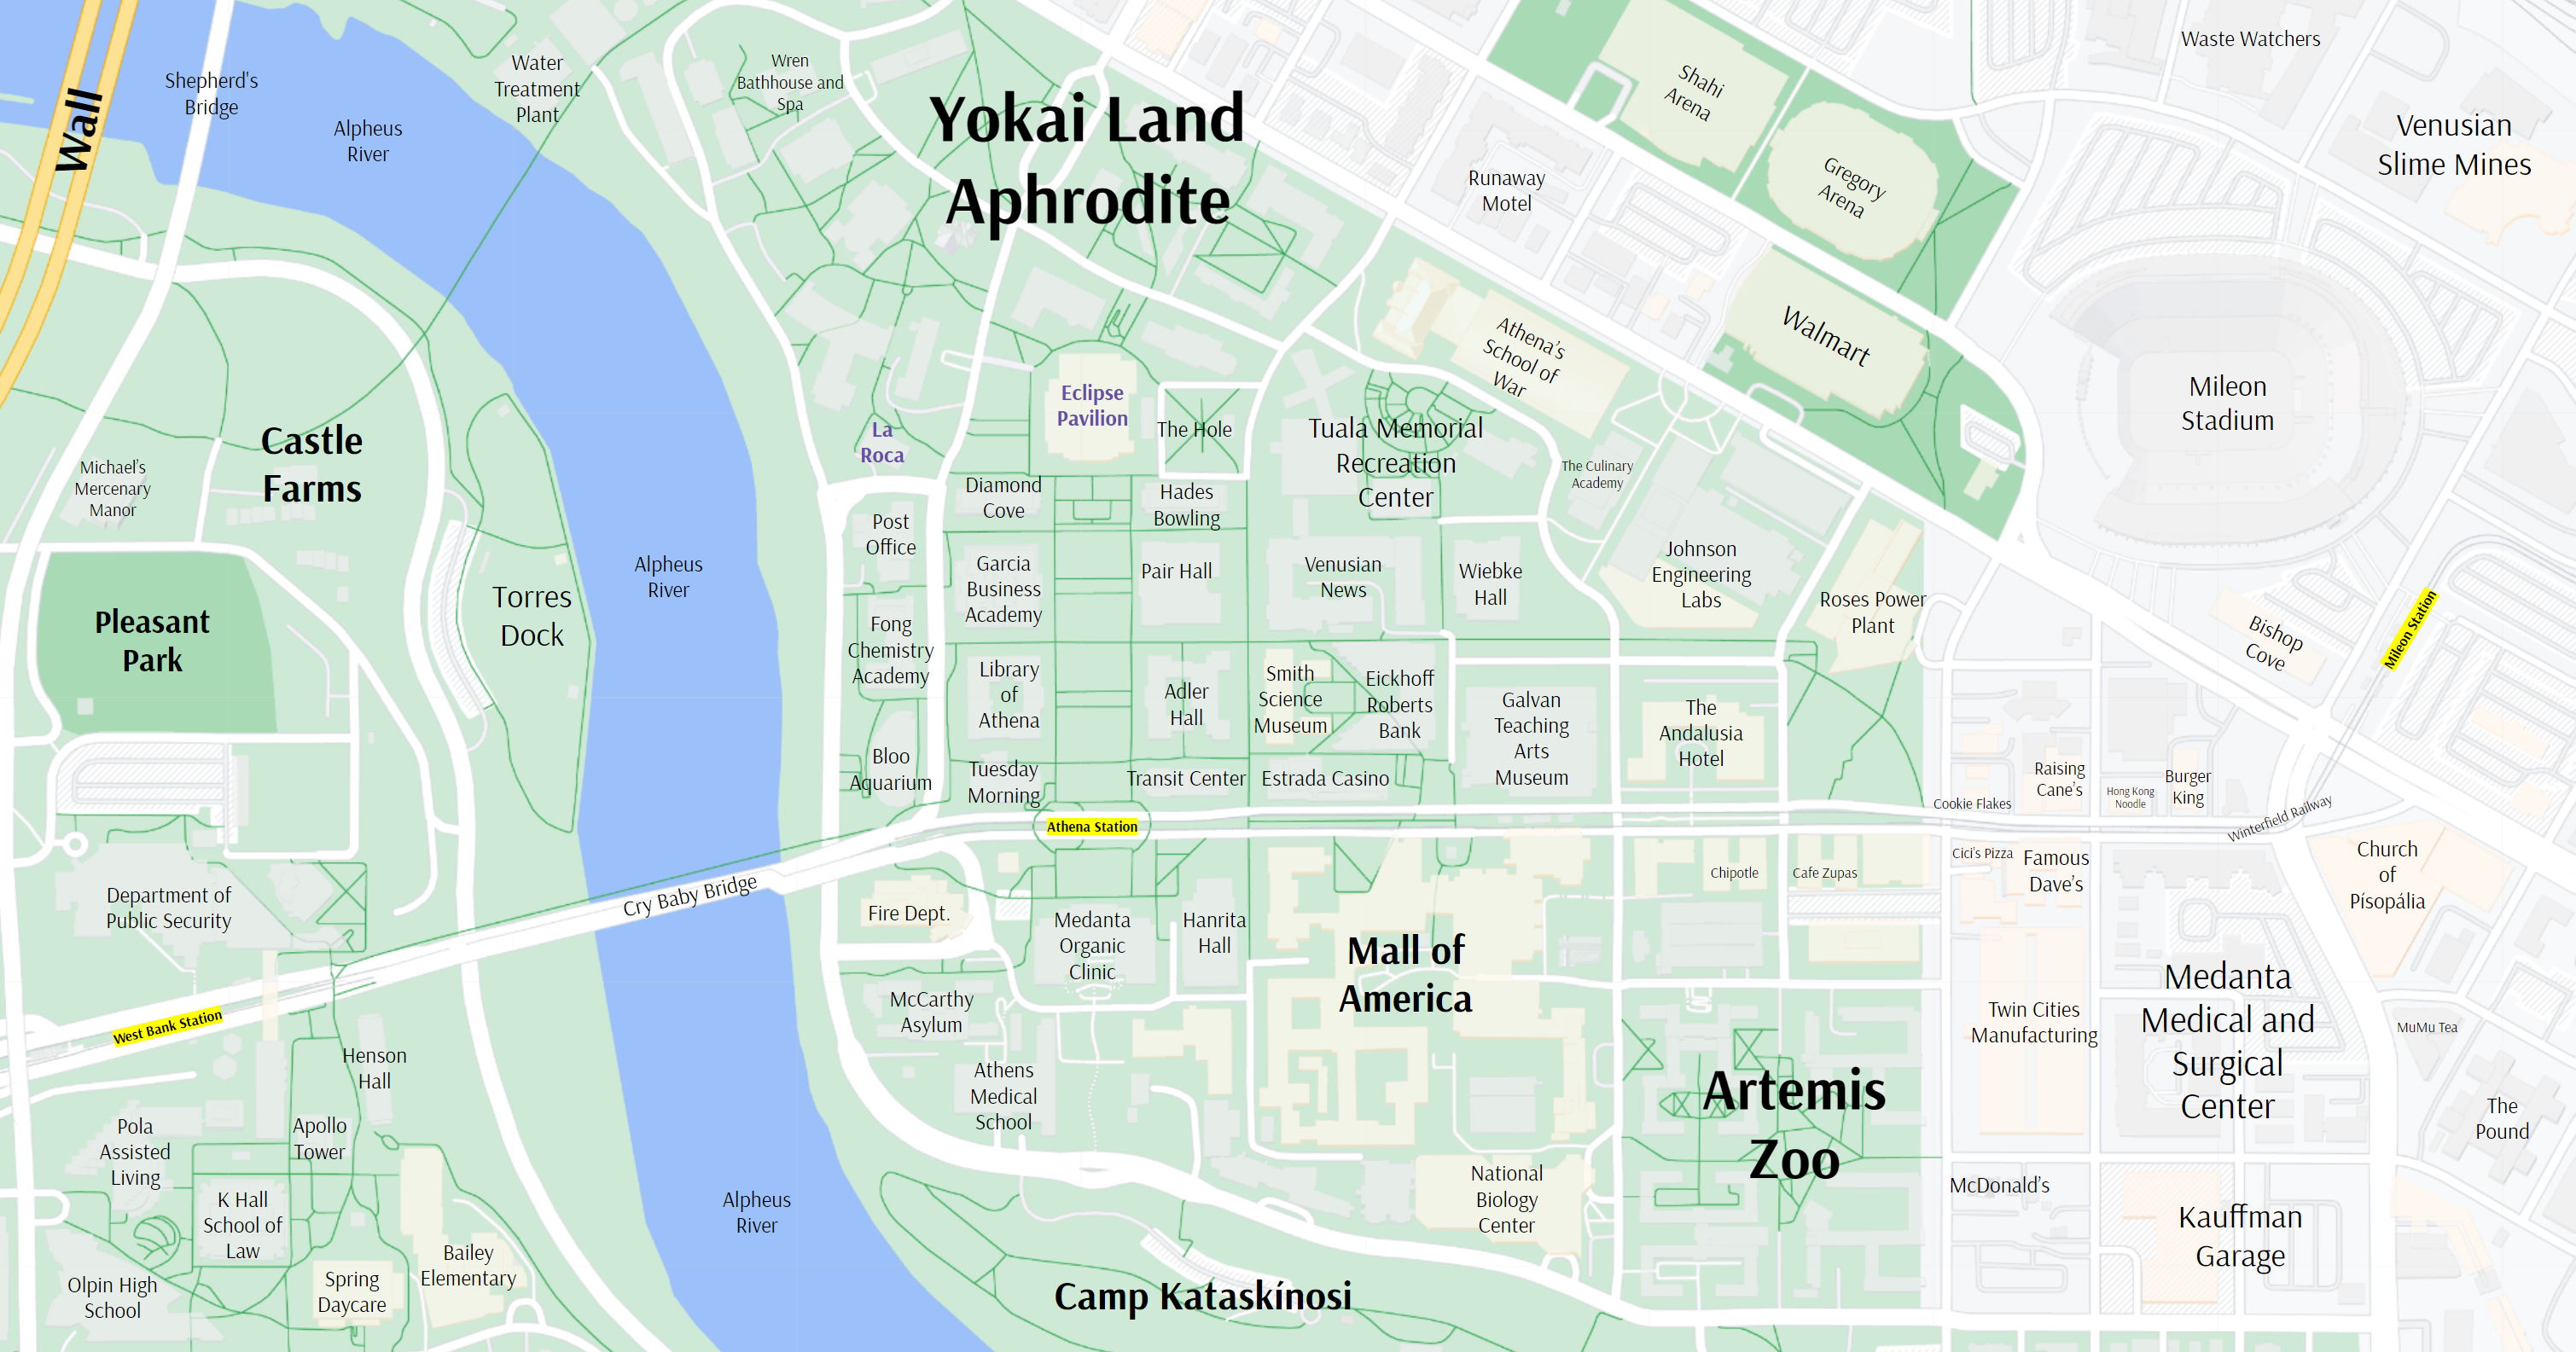 Wall
Shepherd's
Bridge
Alpheus
River
Water
Treatment
Plant
Wren
Bathhouse and
Spa
Yokai Land
Aphrodite
Shahi
Arena
Gregory
Arena
Runaway
Motel
Waste Watchers
Venusian
Slime Mines
Walmart
Athena's
School of
War
Mileon
Stadium
Castle
Farms
Michael's
Mercenary
Manor
La
Roca
Eclipse
Pavilion
The Hole
Tuala Memorial
Recreation
Center
The Culinary
Academy
Diamond
Cove
Hades
Bowling
Post
Office
Garcia
Business
Academy
Pair Hall
Venusian
News
Wiebke
Hall
Johnson
Engineering
Labs
Roses Power
Plant
Bishop
Cove
Mileon Station
Pleasant
Park
Torres
Dock
Alpheus
River
Fong
Chemistry
Academy
Library
of
Athena
Adler
Hall
Smith
Science
Museum
Eickhoff
Roberts
Bank
Galvan
Teaching
Arts
Museum
The
Andalusia
Hotel
Bloo
Aquarium
Tuesday
Morning
Transit Center
Estrada Casino
Cookie Flakes
Raising
Cane's
Hong Kong
Noodle
Burger
King
Winterfield Railway
Athena Station
Department of
Public Security
Cry Baby Bridge
Fire Dept.
Medanta
Organic
Clinic
Hanrita
Hall
Mall of
America
Chipotle
Cafe Zupas
Cici's Pizza
Famous
Dave's
Church
of
Písopália
West Bank Station
McCarthy
Asylum
Twin Cities
Manufacturing
Medanta
Medical and
Surgical
Center
MuMu Tea
Henson
Hall
Athens
Medical
School
Artemis
Zoo
The
Pound
Pola
Assisted
Living
Apollo
Tower
K Hall
School of
Law
Alpheus
River
National
Biology
Center
McDonald's
Kauffman
Garage
Olpin High
School
Spring
Daycare
Bailey
Elementary
Camp Kataskínosi